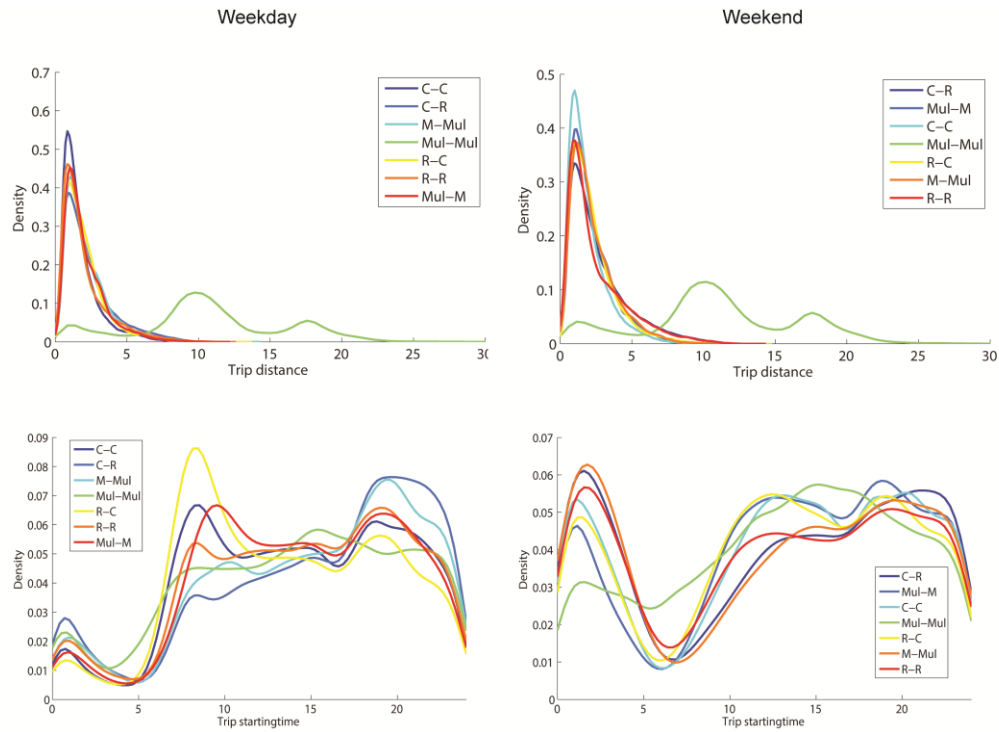 Weekday
Weekend
0.7
0.6
0.5
0.4
0.3
0.2
0.1
0
Density
C–C
C–R
M–Mul
Mul–Mul
R–C
R–R
Mul–M
0
5
10
15
20
25
30
Trip distance
0.5
0.4
0.3
0.2
0.1
0
Density
C–R
Mul–M
C–C
Mul–Mul
R–C
M–Mul
R–R
0
5
10
15
20
25
30
Trip distance
0.09
0.08
0.07
0.06
0.05
0.04
0.03
0.02
0.01
0
Density
C–C
C–R
M–Mul
Mul–Mul
R–C
R–R
Mul–M
0
5
10
15
20
Trip startingtime
0.07
0.06
0.05
0.04
0.03
0.02
0.01
0
Density
C–R
Mul–M
C–C
Mul–Mul
R–C
M–Mul
R–R
0
5
10
15
20
Trip startingtime